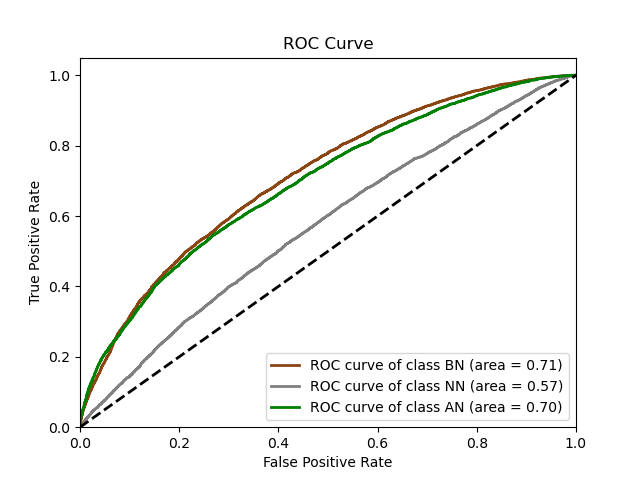 ROC Curve
1.0
0.8
0.6
0.4
0.2
0.0
True Positive Rate
ROC curve of class BN (area = 0.71)
ROC curve of class NN (area = 0.57)
ROC curve of class AN (area = 0.70)
0.0 0.2 0.4 0.6 0.8 1.0
False Positive Rate